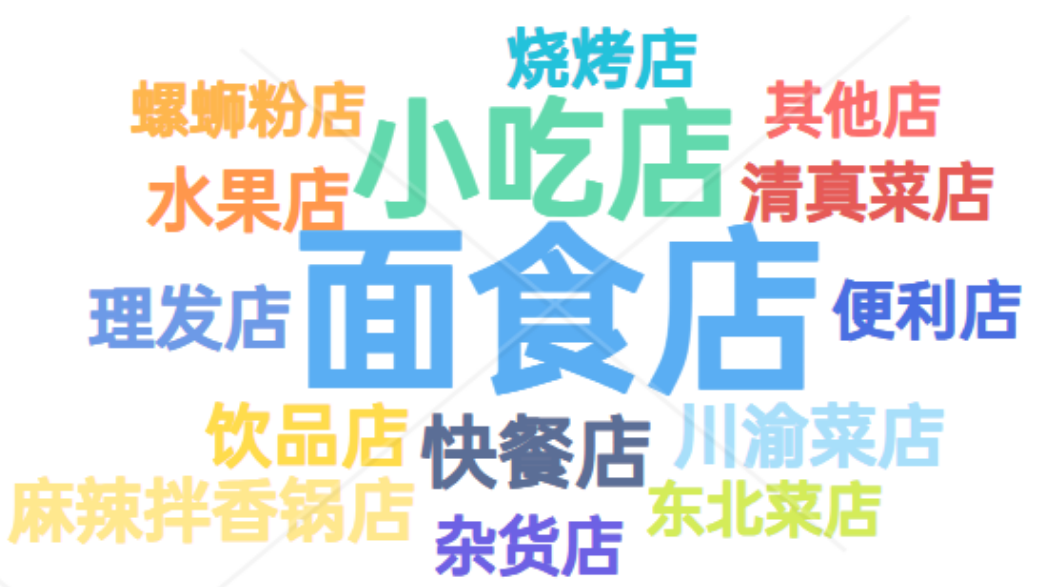 烧烤店
螺蛳粉店
小吃店
其他店
水果店
清真菜店
面食店
理发店
便利店
饮品店
快餐店
川渝菜店
麻辣拌香锅店
东北菜店
杂货店